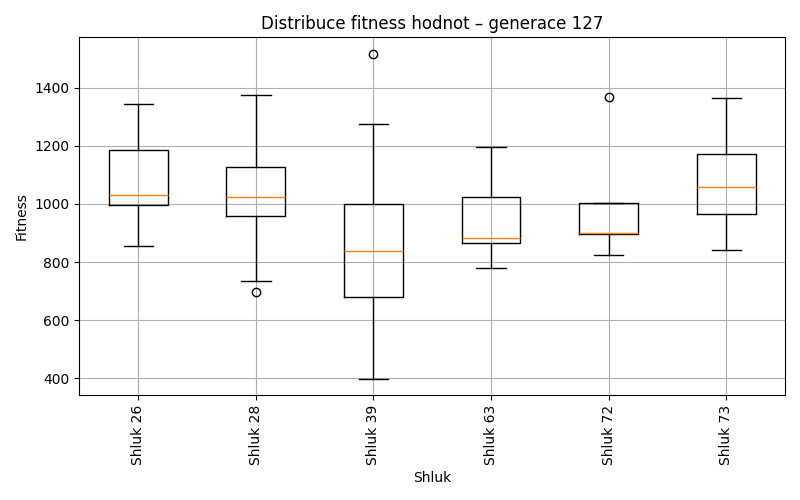 Distribuce fitness hodnot – generace 127
Fitness
1400
1200
1000
800
600
400
Shluk 26
Shluk 28
Shluk 39
Shluk 63
Shluk 72
Shluk 73
Shluk